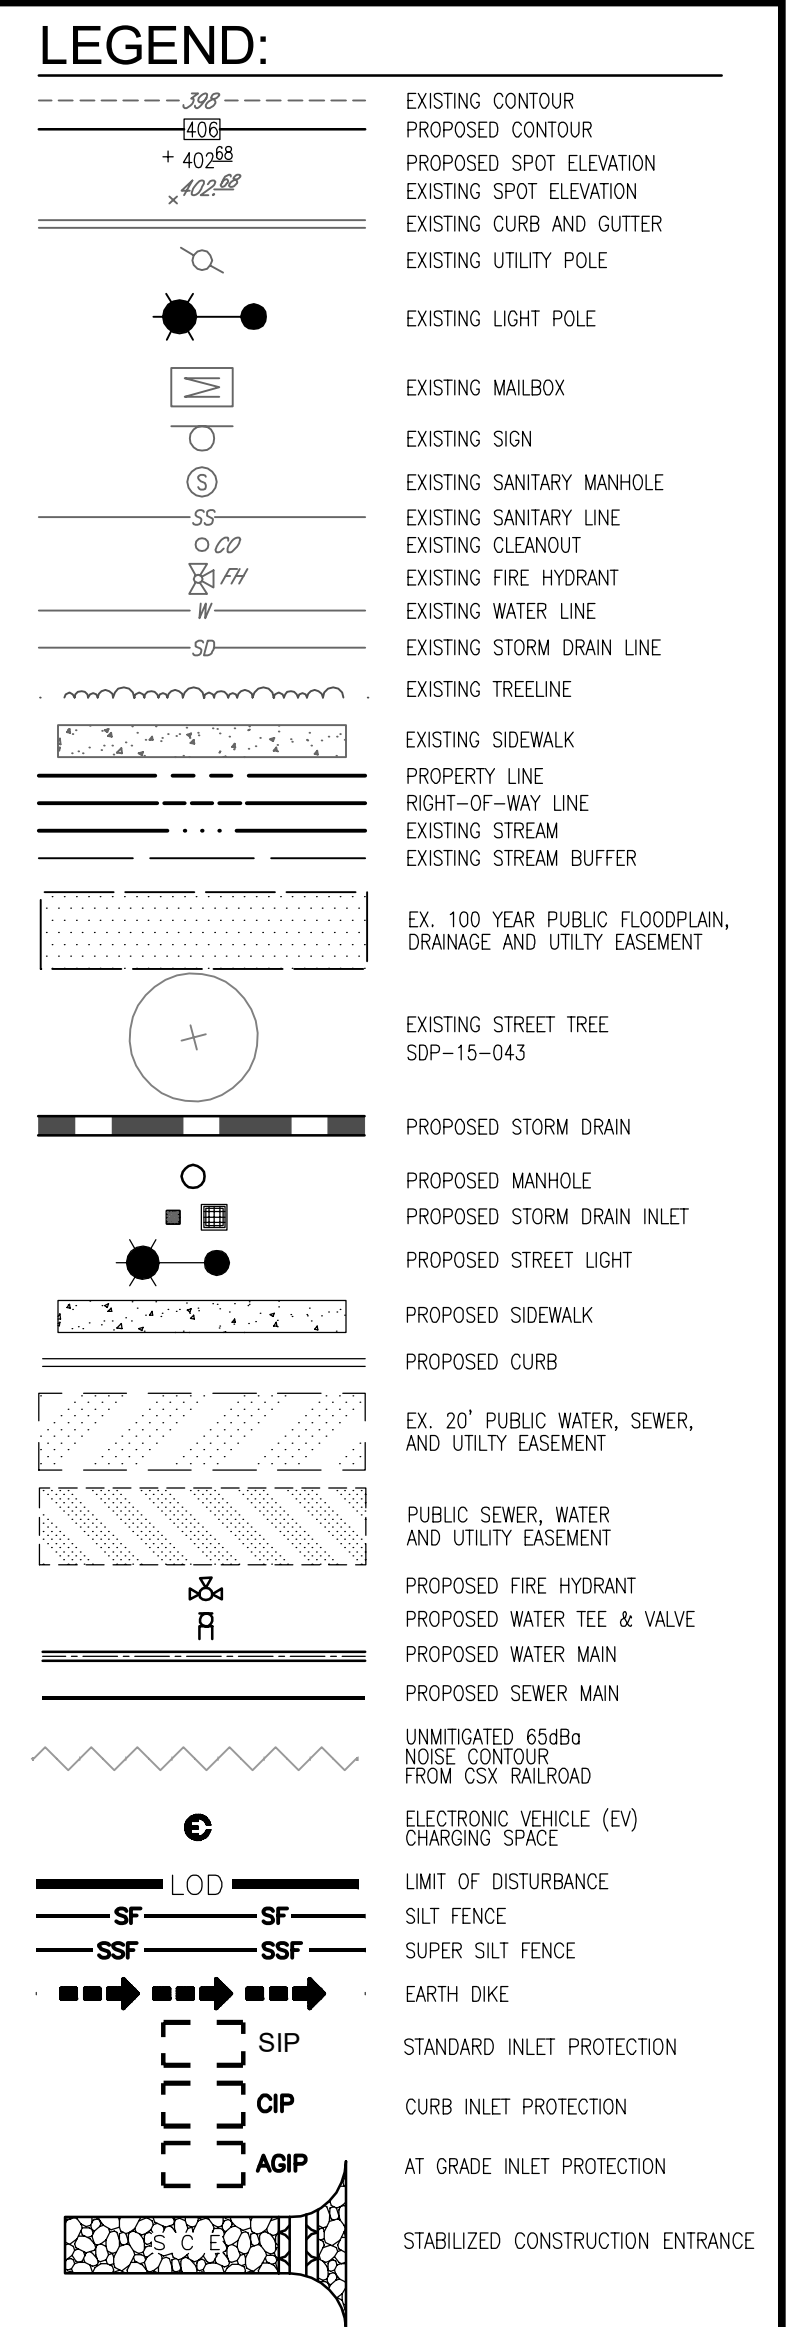 LEGEND:
398 EXISTING CONTOUR
406 PROPOSED CONTOUR
+ 402 68 PROPOSED SPOT ELEVATION
x 402. 68 EXISTING SPOT ELEVATION
EXISTING CURB AND GUTTER
EXISTING UTILITY POLE
EXISTING LIGHT POLE
EXISTING MAILBOX
EXISTING SIGN
S EXISTING SANITARY MANHOLE
SS EXISTING SANITARY LINE
CO EXISTING CLEANOUT
FH EXISTING FIRE HYDRANT
W EXISTING WATER LINE
SD EXISTING STORM DRAIN LINE
EXISTING TREELINE
EXISTING SIDEWALK
PROPERTY LINE
RIGHT-OF-WAY LINE
EXISTING STREAM
EXISTING STREAM BUFFER
EX. 100 YEAR PUBLIC FLOODPLAIN,
DRAINAGE AND UTILTY EASEMENT
EXISTING STREET TREE
SDP-15-043
PROPOSED STORM DRAIN
PROPOSED MANHOLE
PROPOSED STORM DRAIN INLET
PROPOSED STREET LIGHT
PROPOSED SIDEWALK
PROPOSED CURB
EX. 20' PUBLIC WATER, SEWER,
AND UTILTY EASEMENT
PUBLIC SEWER, WATER
AND UTILITY EASEMENT
PROPOSED FIRE HYDRANT
PROPOSED WATER TEE & VALVE
PROPOSED WATER MAIN
PROPOSED SEWER MAIN
UNMITIGATED 65dBa
NOISE CONTOUR
FROM CSX RAILROAD
ELECTRONIC VEHICLE (EV)
CHARGING SPACE
LOD LIMIT OF DISTURBANCE
SF SF SILT FENCE
SSF SSF SUPER SILT FENCE
EARTH DIKE
SIP STANDARD INLET PROTECTION
CIP CURB INLET PROTECTION
AGIP AT GRADE INLET PROTECTION
S C E STABILIZED CONSTRUCTION ENTRANCE